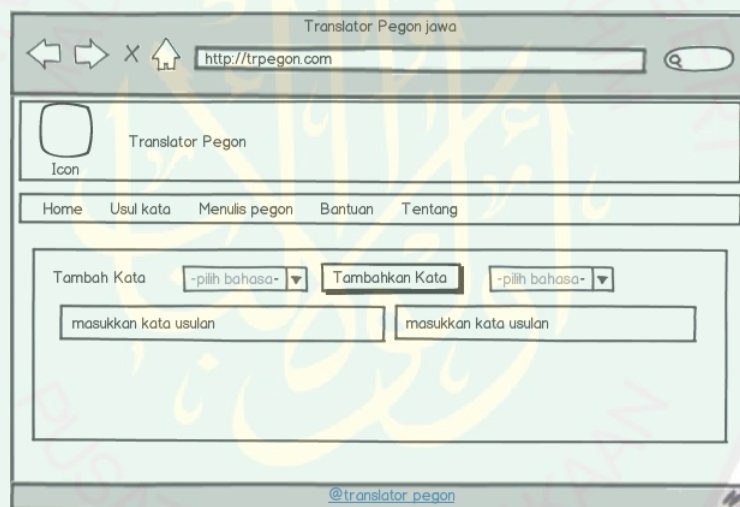 Translator Pegon jawa
http://trpegon.com
Translator Pegon
Icon
Home Usul kata Menulis pegon Bantuan Tentang
Tambah Kata -pilih bahasa- Tambahkan Kata -pilih bahasa-
masukkan kata usulan masukkan kata usulan
@translator pegon